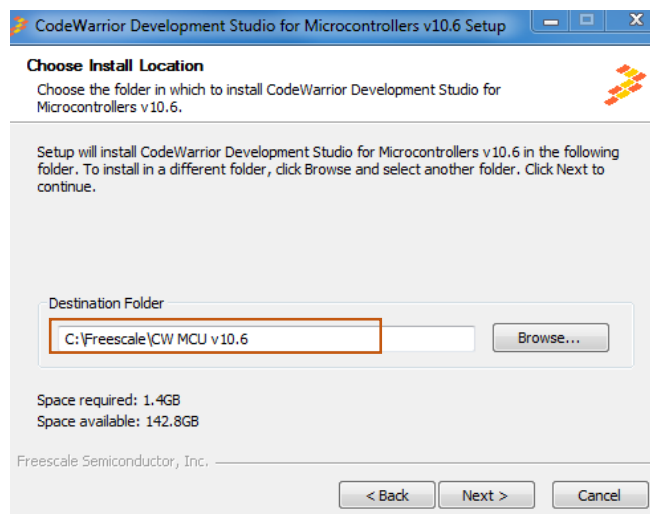 CodeWarrior Development Studio for Microcontrollers v10.6 Setup
Choose Install Location
Choose the folder in which to install CodeWarrior Development Studio for
Microcontrollers v10.6.
Setup will install CodeWarrior Development Studio for Microcontrollers v10.6 in the following
folder. To install in a different folder, click Browse and select another folder. Click Next to
continue.
Destination Folder
C:\Freescale\CW MCU v10.6
Browse...
Space required: 1.4GB
Space available: 142.8GB
Freescale Semiconductor, Inc.
< Back
Next >
Cancel